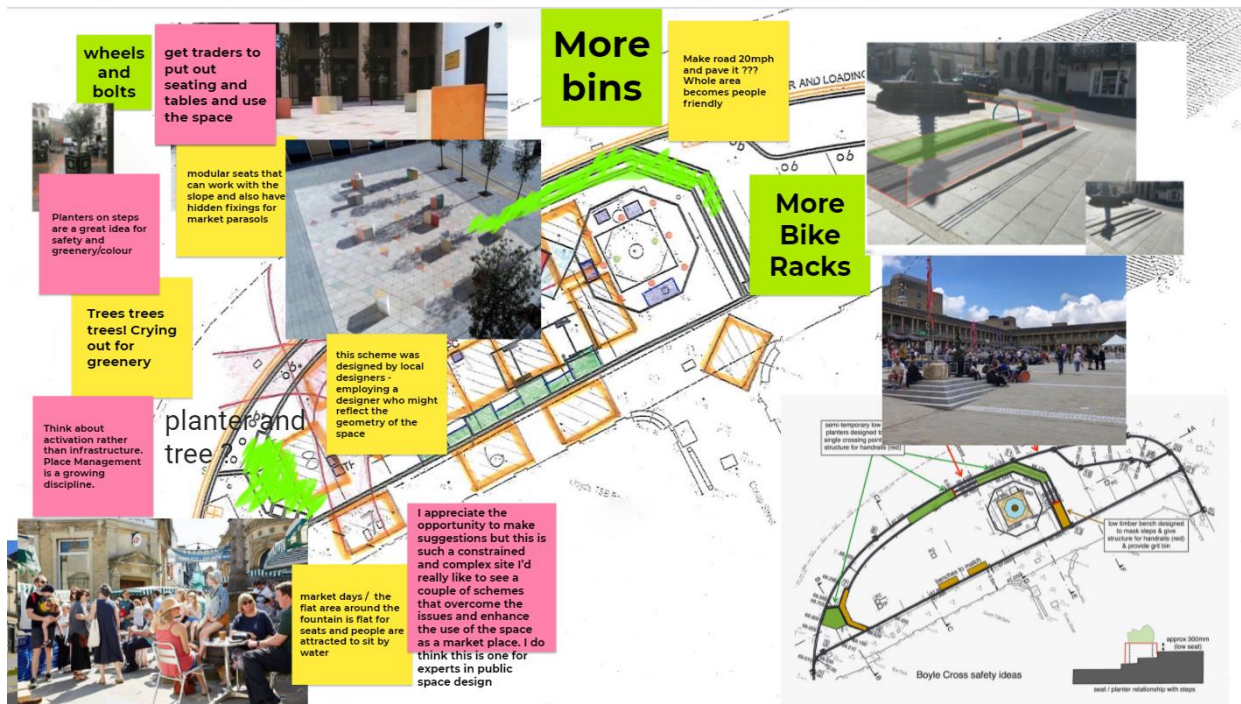 wheels
and
bolts
get traders to
put out
seating and
tables and use
the space
More
bins
Make road 20mph
and pave it ???
Whole area
becomes people
friendly
R AND LOADING
modular seats that
can work with the
slope and also have
hidden fixings for
market parasols
Planters on steps
are a great idea for
safety and
greenery/colour
More
Bike
Racks
Trees trees
trees! Crying
out for
greenery
this scheme was
designed by local
designers -
employing a
designer who might
reflect the
geometry of the
space
planter and
tree ?
Think about
activation rather
than infrastructure.
Place Management
is a growing
discipline.
I appreciate the
opportunity to make
suggestions but this is
such a constrained
and complex site I'd
really like to see a
couple of schemes
that overcome the
issues and enhance
the use of the space
as a market place. I do
think this is one for
experts in public
space design
market days / the
flat area around the
fountain is flat for
seats and people are
attracted to sit by
water
semi-temporary low
planters designed to
single crossing poin
structure for handrails (red)
low timber bench designed
to mask steps & give
structure for handrails (red)
& provide grit bin
benches to match
approx 300mm
(low seat)
Boyle Cross safety ideas
seat / planter relationship with steps